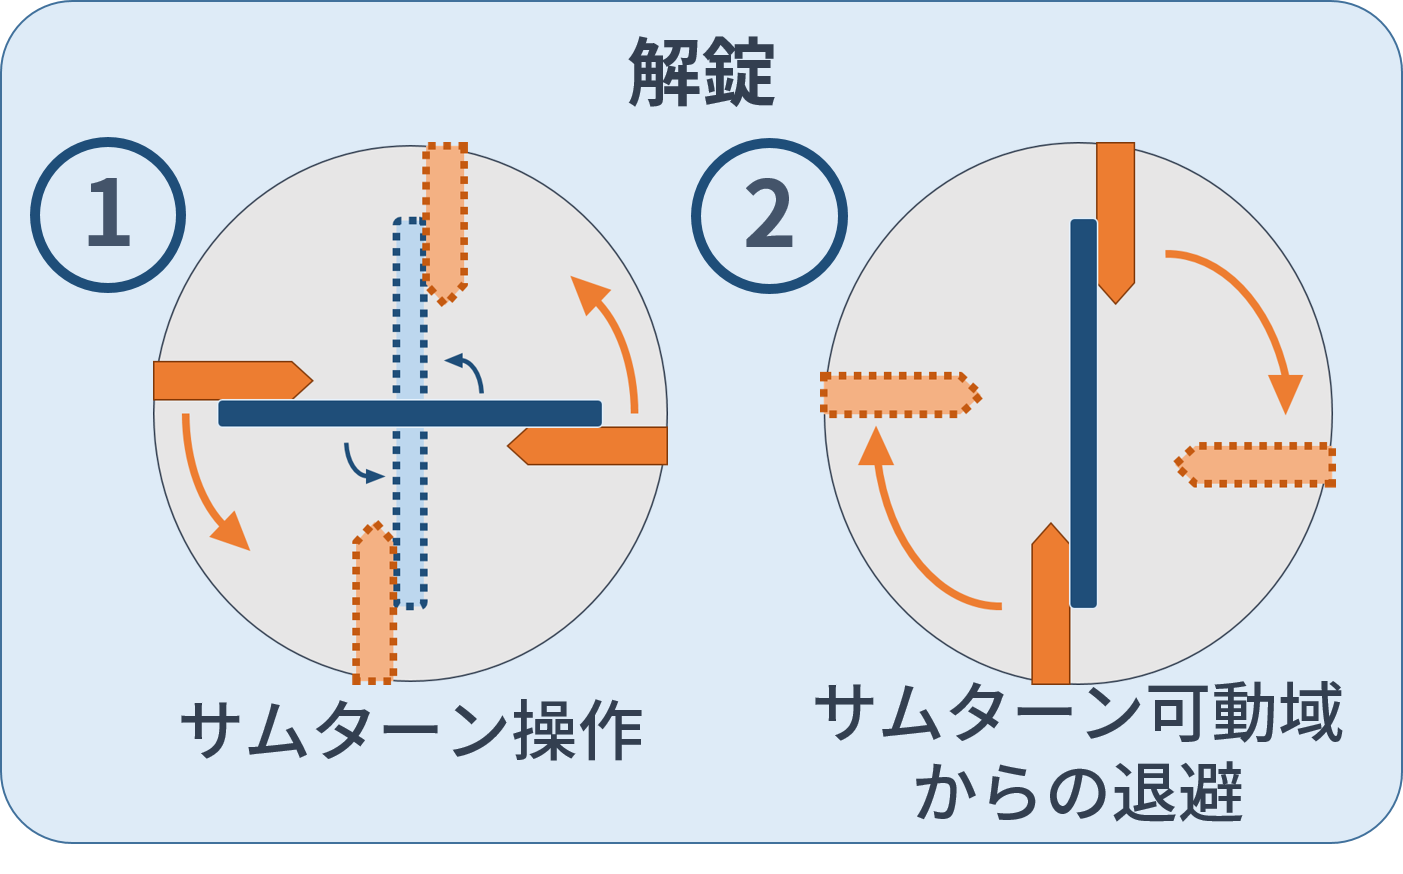 解錠
1
2
サムターン操作
サムターン可動域
からの退避